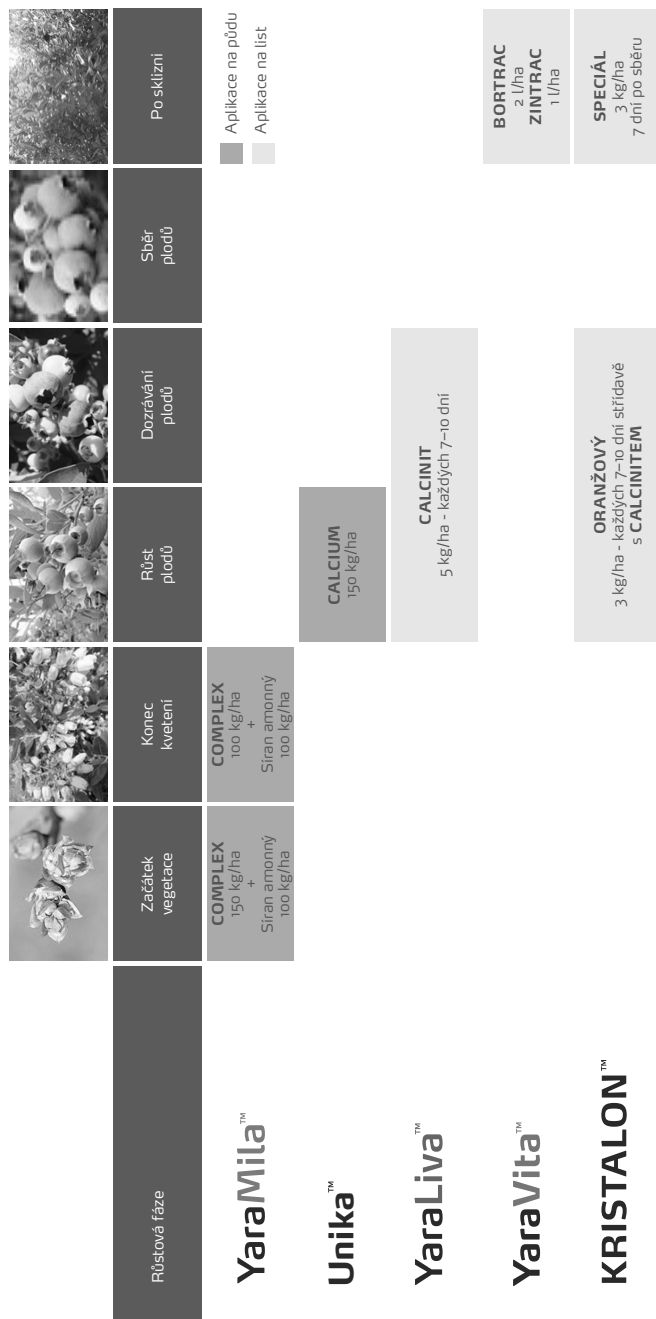 Růstová fáze
Začátek
vegetace
Konec
kvetení
Růst
plodů
Dozrávání
plodů
Sběr
plodů
Po sklizni
YaraMila™
COMPLEX
150 kg/ha
+
Síran amonný
100 kg/ha
COMPLEX
100 kg/ha
+
Síran amonný
100 kg/ha
Aplikace na půdu
Aplikace na list
Unika™
CALCIUM
150 kg/ha
YaraLiva™
CALCINIT
5 kg/ha - každých 7–10 dní
YaraVita™
BORTRAC
2 l/ha
ZINTRAC
1 l/ha
KRISTALON™
ORANŽOVÝ
3 kg/ha - každých 7–10 dní střídavě
s CALCINITEM
SPECIÁL
3 kg/ha
7 dní po sběru